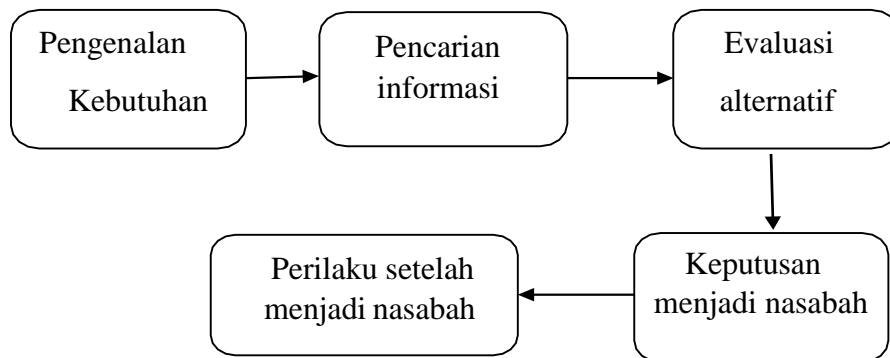 Pengenalan
Kebutuhan
Pencarian
informasi
Evaluasi
alternatif
Keputusan
menjadi nasabah
Perilaku setelah
menjadi nasabah